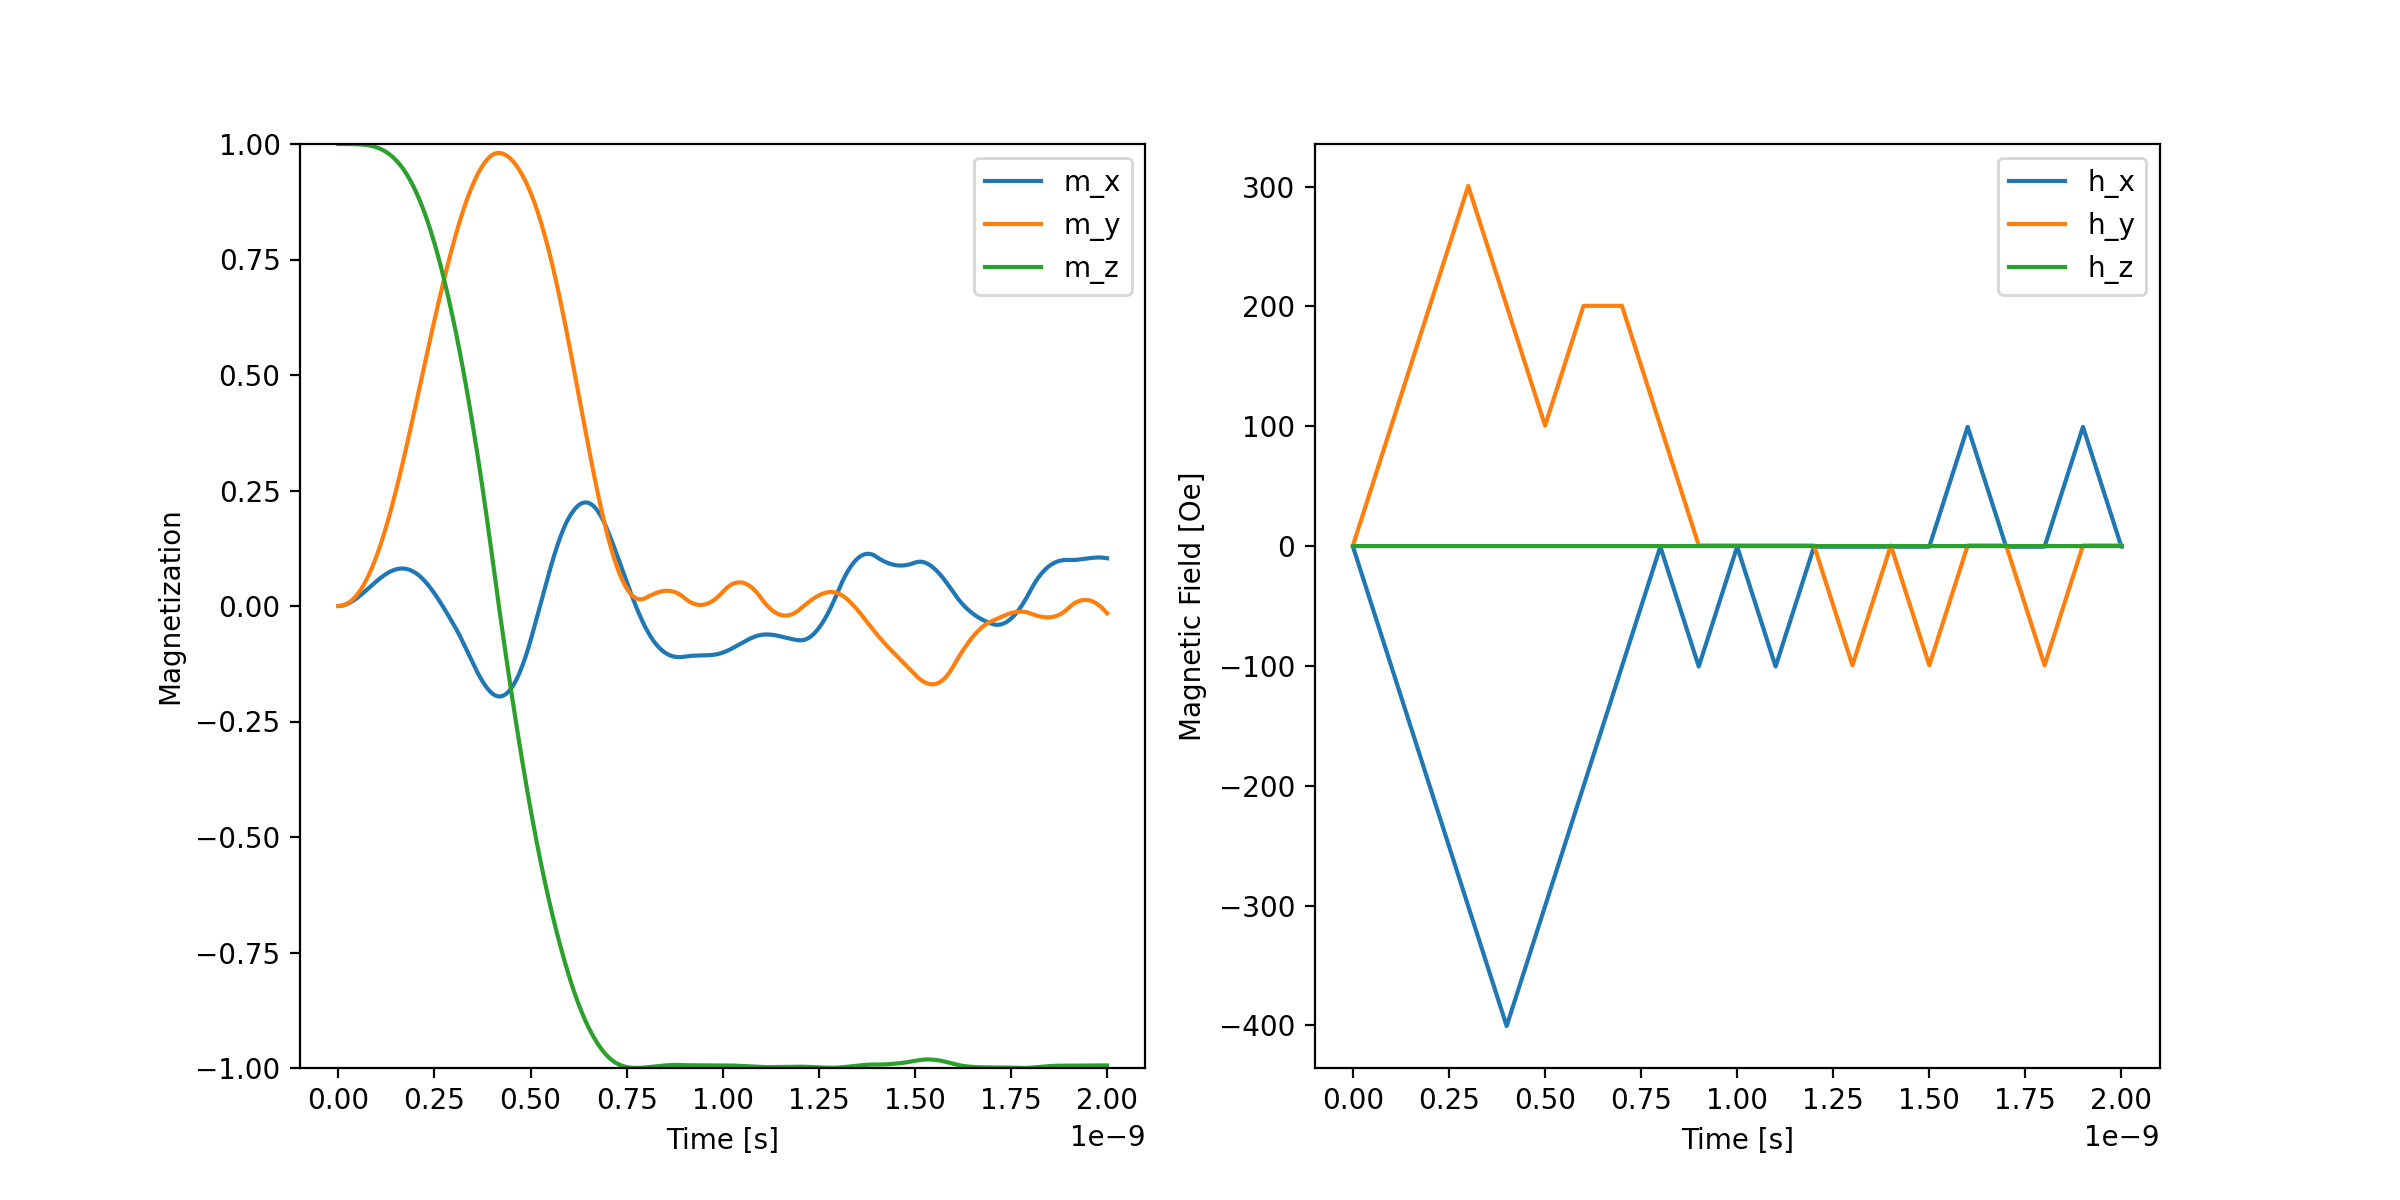 1.00
0.75
0.50
0.25
0.00
−0.25
−0.50
−0.75
−1.00
Magnetization
m_x
m_y
m_z
0.00 0.25 0.50 0.75 1.00 1.25 1.50 1.75 2.00
Time [s]
1e−9
300
200
100
0
−100
−200
−300
−400
Magnetic Field [Oe]
h_x
h_y
h_z
0.00 0.25 0.50 0.75 1.00 1.25 1.50 1.75 2.00
Time [s]
1e−9